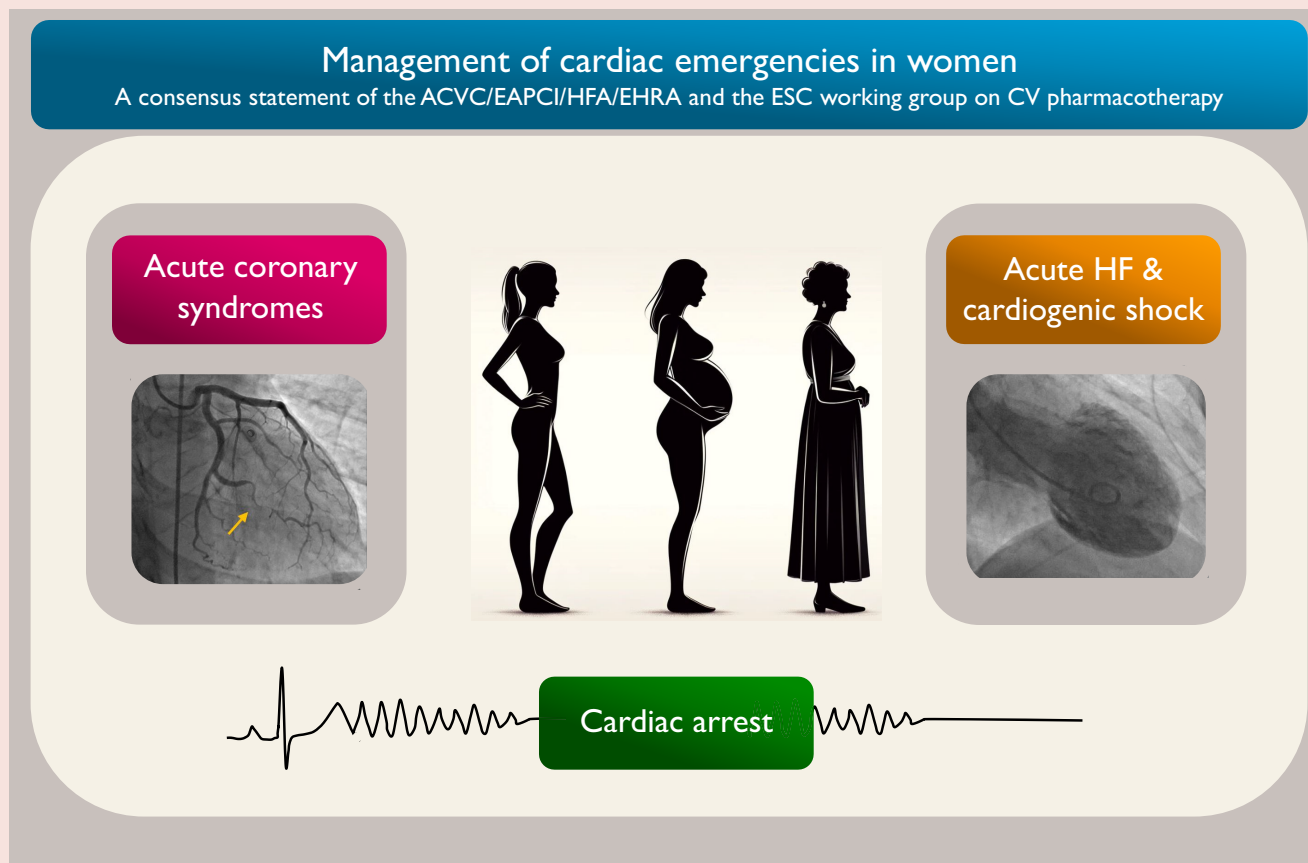 Management of cardiac emergencies in women
A consensus statement of the ACVC/EAPCI/HFA/EHRA and the ESC working group on CV pharmacotherapy
Acute coronary
syndromes
Acute HF &
cardiogenic shock
Cardiac arrest